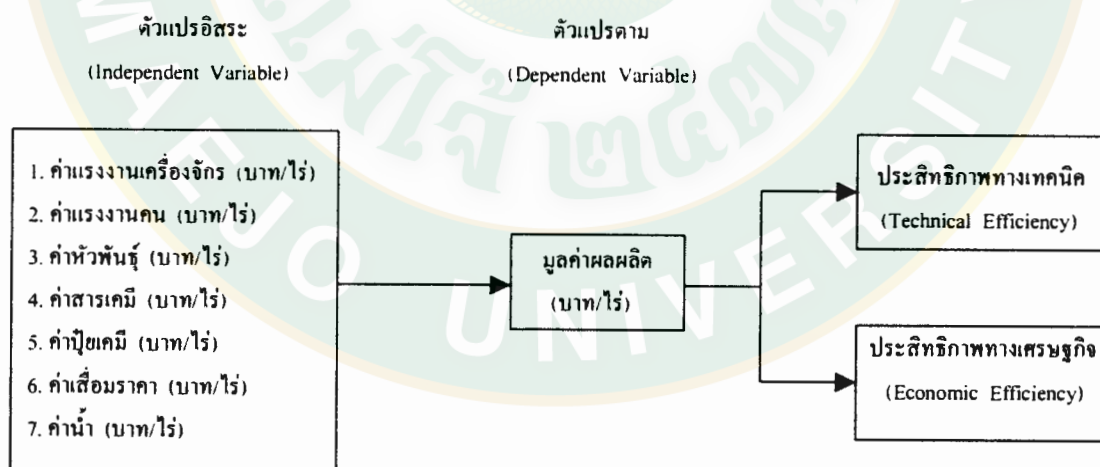 ตัวแปรอิสระ
(Independent Variable)
ตัวแปรตาม
(Dependent Variable)
1. ค่าแรงงานเครื่องจักร (บาท/ไร่)
2. ค่าแรงงานคน (บาท/ไร่)
3. ค่าหัวพันธุ์ (บาท/ไร่)
4. ค่าสารเคมี (บาท/ไร่)
5. ค่าปุ๋ยเคมี (บาท/ไร่)
6. ค่าเสื่อมราคา (บาท/ไร่)
7. ค่าน้ำ (บาท/ไร่)
มูลค่าผลผลิต
(บาท/ไร่)
ประสิทธิภาพทางเทคนิค
(Technical Efficiency)
ประสิทธิภาพทางเศรษฐกิจ
(Economic Efficiency)
MAEJO UNIVERSIT